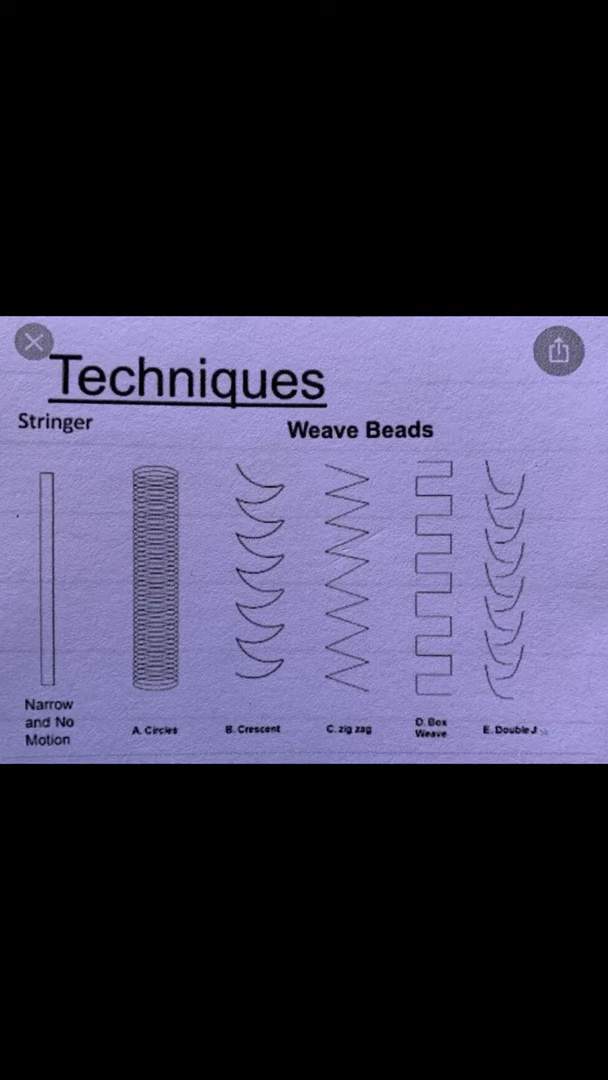 Techniques
Stringer
Weave Beads
Narrow
and No
Motion
A. Circles
B. Crescent
C. zig zag
D. Box
Weave
E. Double J